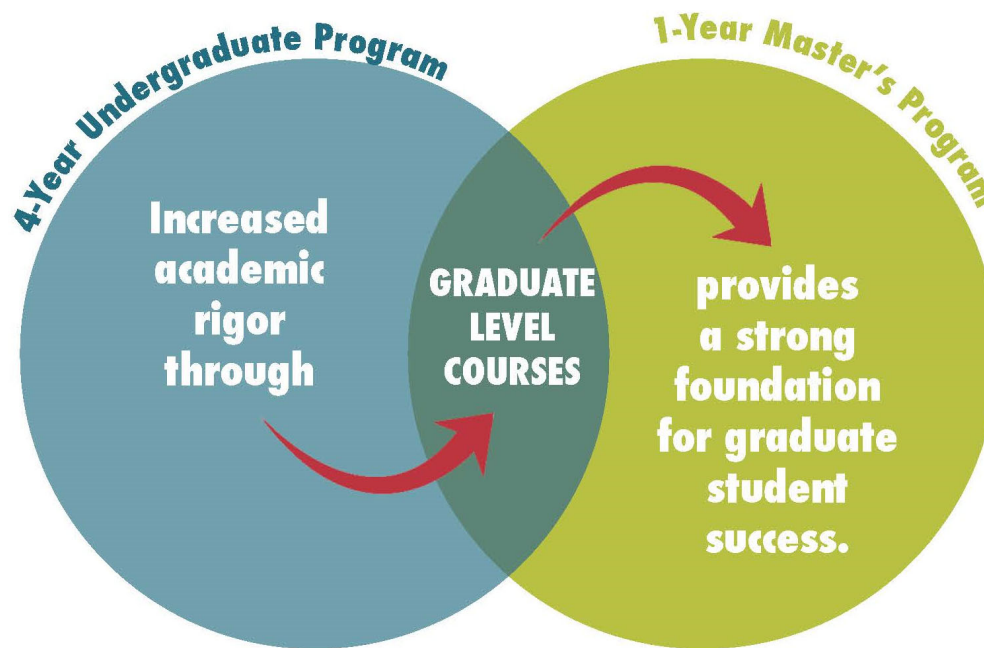 4-Year Undergraduate Program
1-Year Master's Program
Increased
academic
rigor
through
GRADUATE
LEVEL
COURSES
provides
a strong
foundation
for graduate
student
success.